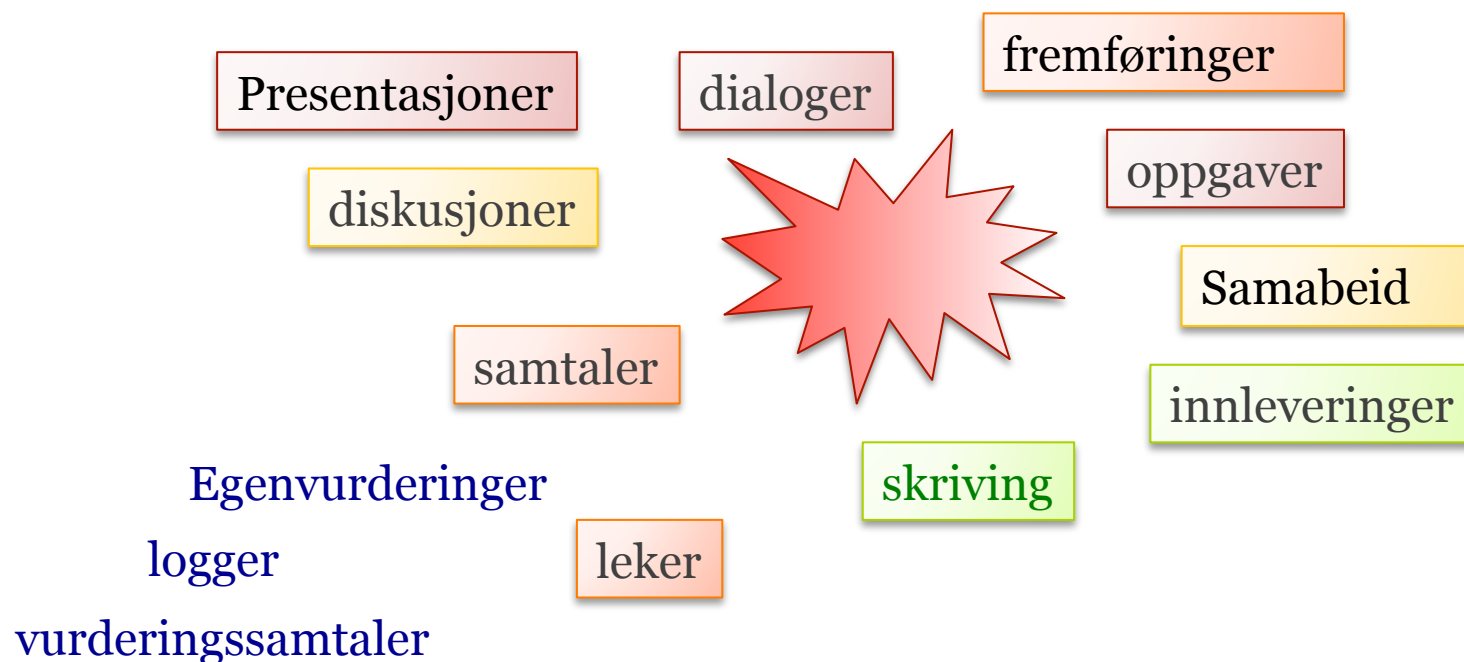 fremføringer
Presentasjoner
dialoger
oppgaver
diskusjoner
Samabeid
samtaler
innleveringer
Egenvurderinger
skriving
logger
leker
vurderingssamtaler